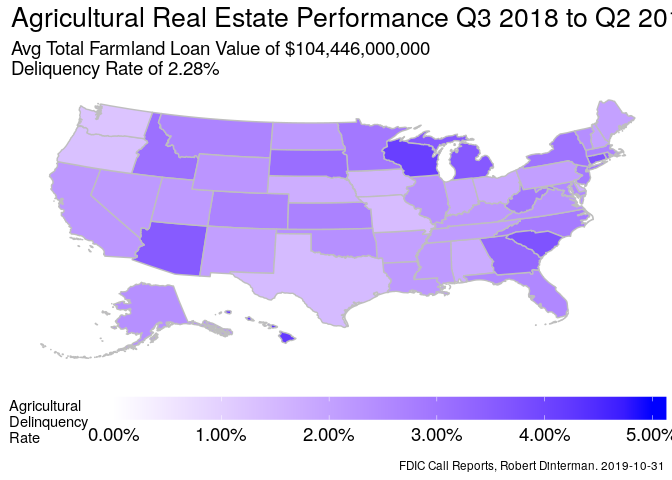 Agricultural Real Estate Performance Q3 2018 to Q2 201
Avg Total Farmland Loan Value of $104,446,000,000
Deliquency Rate of 2.28%
Agricultural
Delinquency
Rate
0.00% 1.00% 2.00% 3.00% 4.00% 5.00%
FDIC Call Reports, Robert Dinterman. 2019-10-31